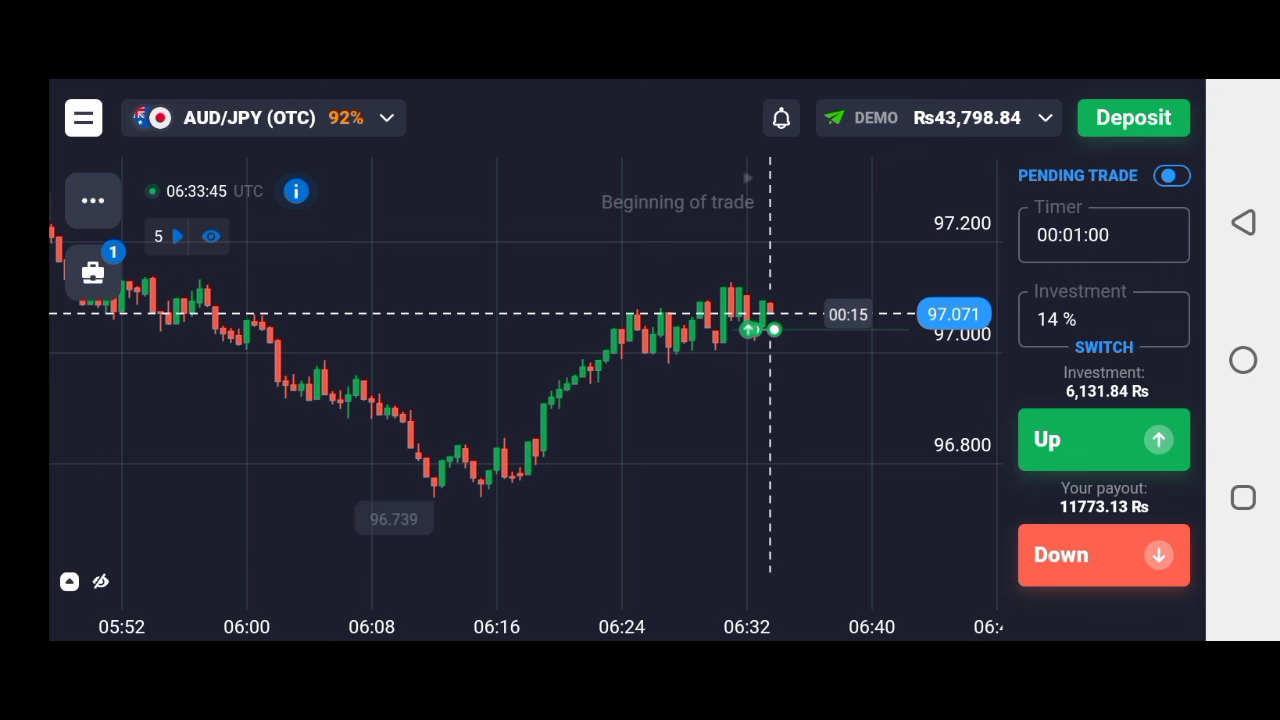 AUD/JPY (OTC) 92%
DEMO ₨43,798.84
Deposit
06:33:45 UTC
Beginning of trade
PENDING TRADE
Timer
00:01:00
5
1
97.200
00:15
97.071
97.000
96.800
96.739
Investment
14 %
SWITCH
Investment:
6,131.84 ₨
Up
Your payout:
11773.13 ₨
Down
05:52 06:00 06:08 06:16 06:24 06:32 06:40